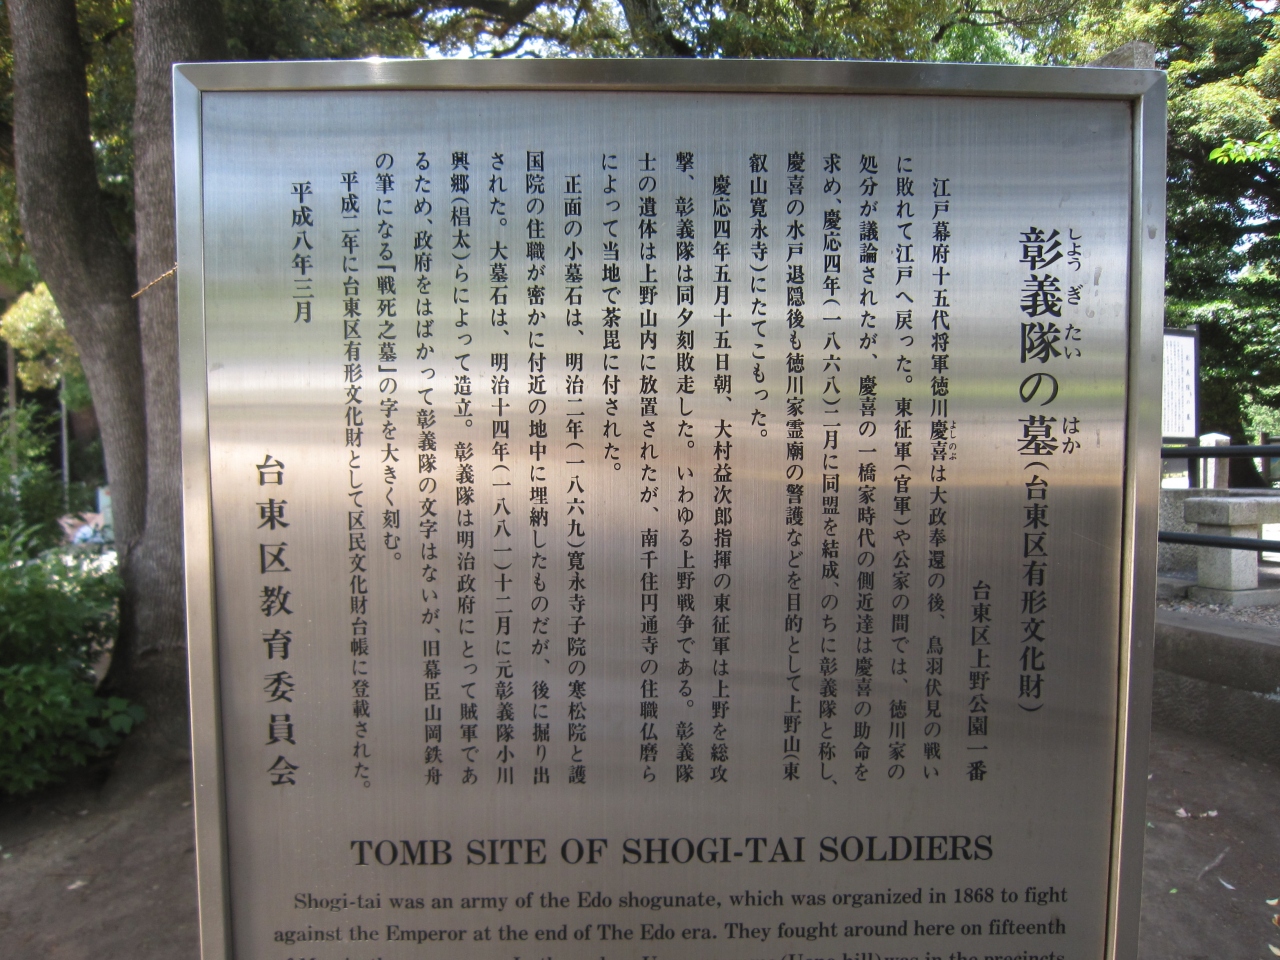 彰義隊の墓(台東区有形文化財)
しょう ぎ たい はか
台東区上野公園一番
江戸幕府十五代将軍徳川慶喜は大政奉還の後、鳥羽伏見の戦い
よしのぶ
に敗れて江戸へ戻った。東征軍(官軍)や公家の間では、徳川家の
処分が議論されたが、慶喜の一橋家時代の側近達は慶喜の助命を
求め、慶応四年(一八六八)二月に同盟を結成、のちに彰義隊と称し、
慶喜の水戸退隠後も徳川家霊廟の警護などを目的として上野山(東
叡山寛永寺)にたてこもった。
慶応四年五月十五日朝、大村益次郎指揮の東征軍は上野を総攻
撃、彰義隊は同夕刻敗走した。いわゆる上野戦争である。彰義隊
士の遺体は上野山内に放置されたが、南千住円通寺の住職仏磨ら
によって当地で荼毘に付された。
正面の小墓石は、明治二年(一八六九)寛永寺子院の寒松院と護
国院の住職が密かに付近の地中に埋納したものだが、後に掘り出
された。大墓石は、明治十四年(一八八一)十二月に元彰義隊小川
興郷(椙太)らによって造立。彰義隊は明治政府にとって賊軍であ
るため、政府をはばかって彰義隊の文字はないが、旧幕臣山岡鉄舟
の筆になる「戦死之墓」の字を大きく刻む。
平成二年に台東区有形文化財として区民文化財台帳に登載された。
平成八年三月
台東区教育委員会
TOMB SITE OF SHOGI-TAI SOLDIERS
Shogi-tai was an army of the Edo shogunate, which was organized in 1868 to fight
against the Emperor at the end of The Edo era. They fought around here on fifteenth
(Ueno hill) was in the precincts